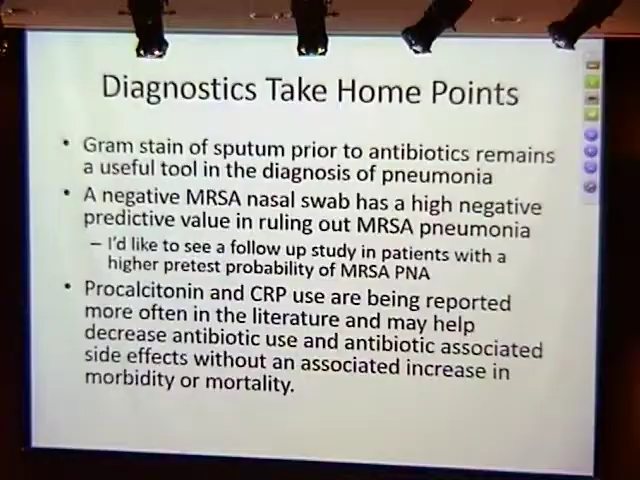 Diagnostics Take Home Points
• Gram stain of sputum prior to antibiotics remains
a useful tool in the diagnosis of pneumonia
• A negative MRSA nasal swab has a high negative
predictive value in ruling out MRSA pneumonia
– I'd like to see a follow up study in patients with a
higher pretest probability of MRSA PNA
• Procalcitonin and CRP use are being reported
more often in the literature and may help
decrease antibiotic use and antibiotic associated
side effects without an associated increase in
morbidity or mortality.